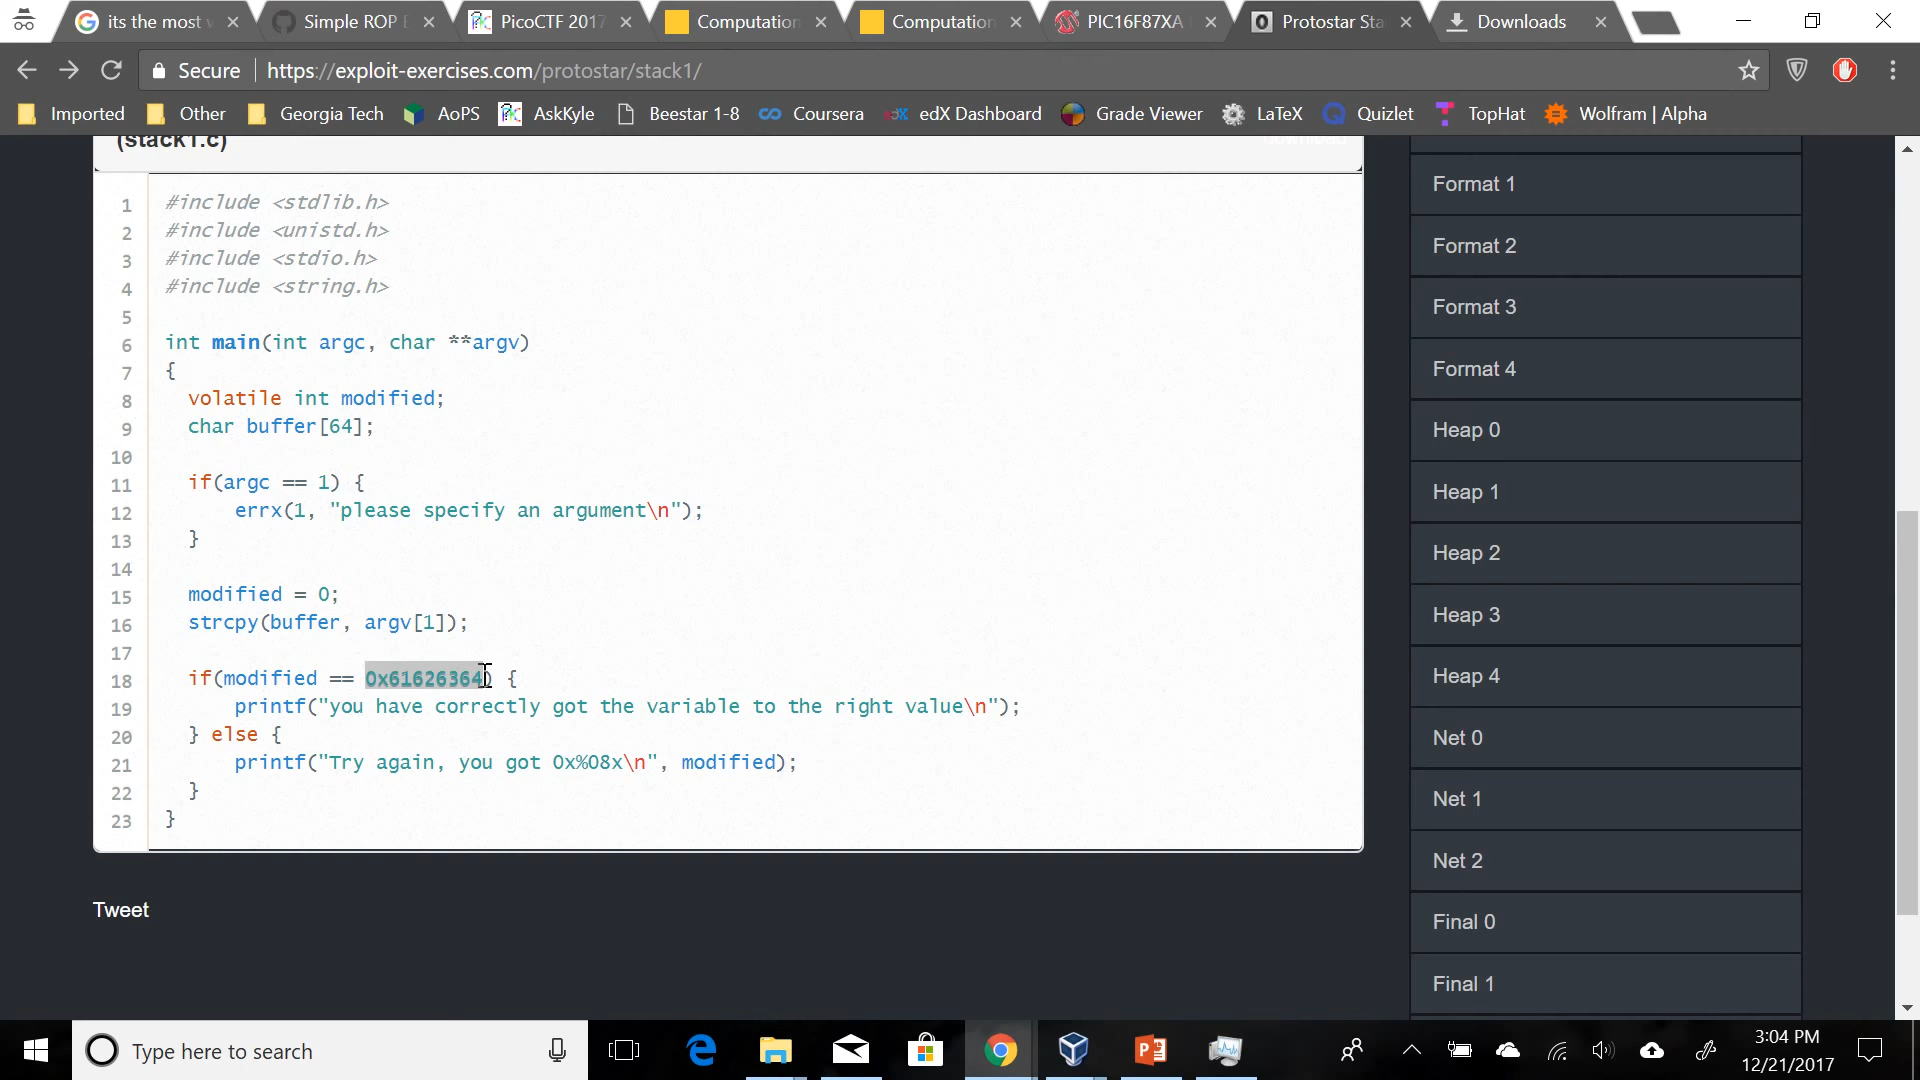 its the most
Simple ROP E
PicoCTF 2017
Computation
Computation
PIC16F87XA
Protostar Sta
Downloads
Secure
https://exploit-exercises.com/protostar/stack1/
Imported
Other
Georgia Tech
AoPS
AskKyle
Beestar 1-8
Coursera
edX Dashboard
Grade Viewer
LaTeX
Quizlet
TopHat
Wolfram | Alpha
(stack1.c)
download
1 #include <stdlib.h>
2 #include <unistd.h>
3 #include <stdio.h>
4 #include <string.h>
5
6 int main(int argc, char **argv)
7 {
8 volatile int modified;
9 char buffer[64];
10
11 if(argc == 1) {
12 errx(1, "please specify an argument\n");
13 }
14
15 modified = 0;
16 strcpy(buffer, argv[1]);
17
18 if(modified == 0x61626364) {
19 printf("you have correctly got the variable to the right value\n");
20 } else {
21 printf("Try again, you got 0x%08x\n", modified);
22 }
23 }
Tweet
Format 1
Format 2
Format 3
Format 4
Heap 0
Heap 1
Heap 2
Heap 3
Heap 4
Net 0
Net 1
Net 2
Final 0
Final 1
Type here to search
3:04 PM
12/21/2017